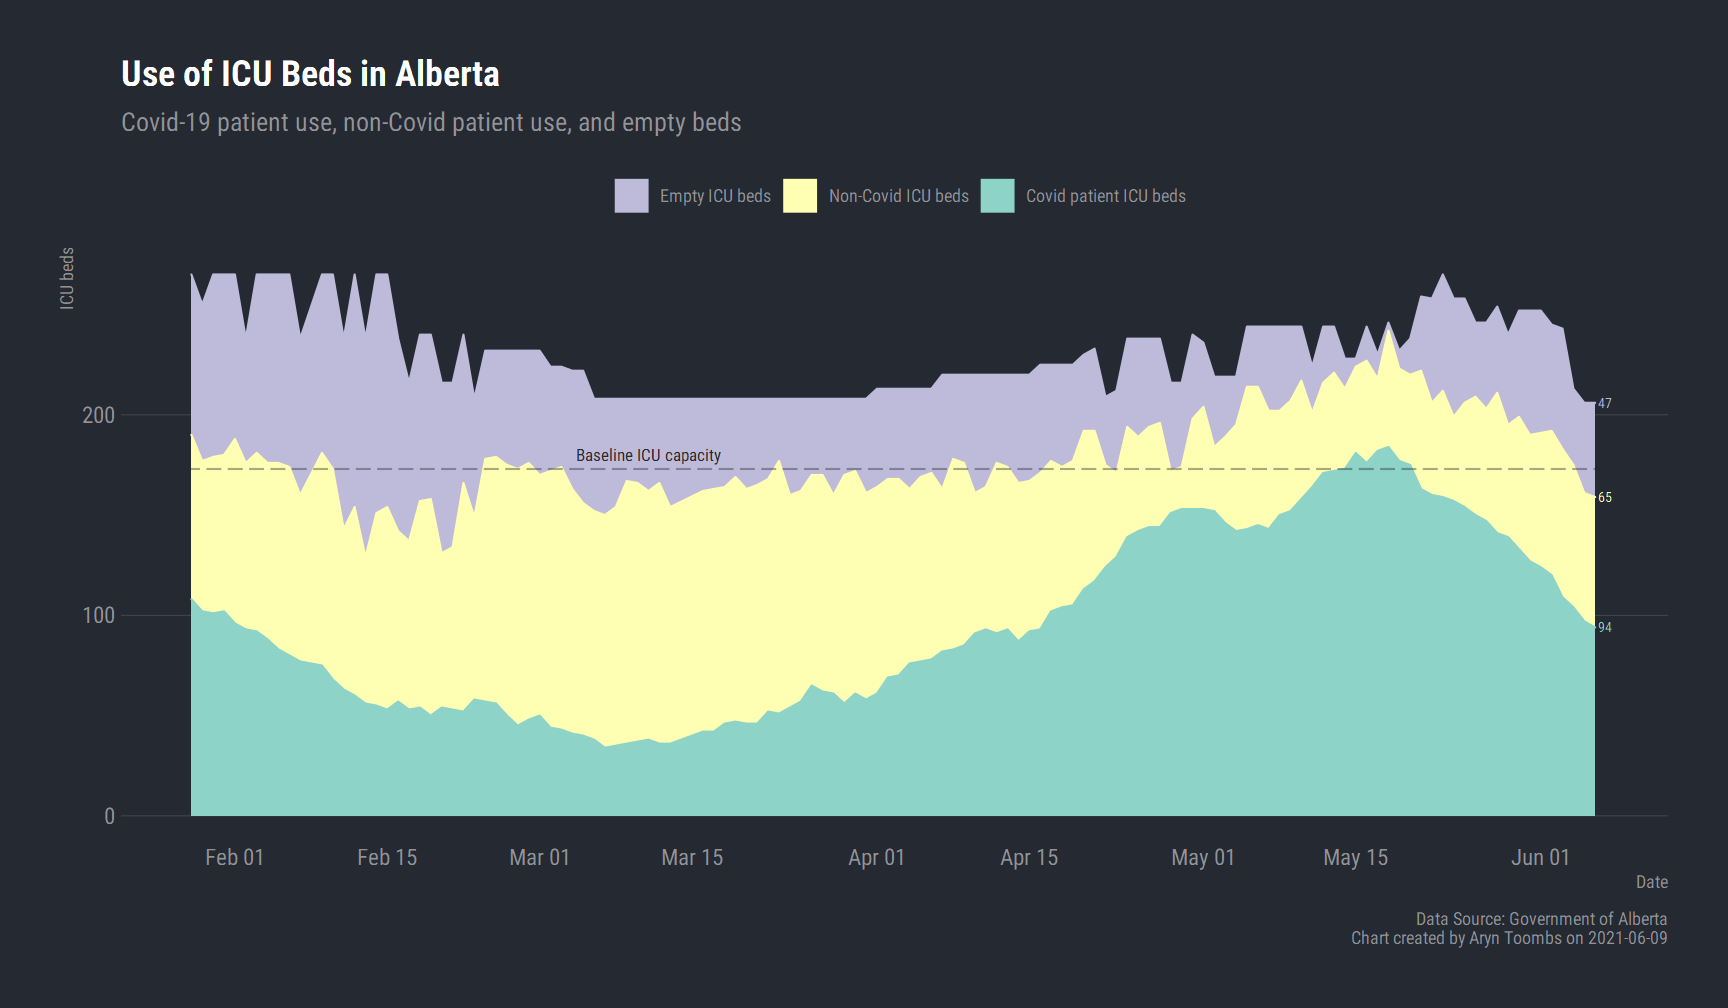 Use of ICU Beds in Alberta
Covid-19 patient use, non-Covid patient use, and empty beds
Empty ICU beds
Non-Covid ICU beds
Covid patient ICU beds
ICU beds
200
100
0
Baseline ICU capacity
47
65
94
Feb 01
Feb 15
Mar 01
Mar 15
Apr 01
Apr 15
May 01
May 15
Jun 01
Date
Data Source: Government of Alberta
Chart created by Aryn Toombs on 2021-06-09